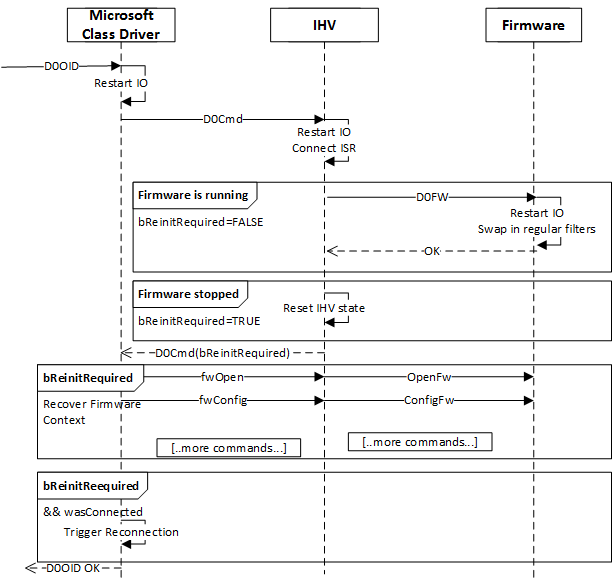 Microsoft
Class Driver
IHV
Firmware
D0OID
Restart IO
D0Cmd
Restart IO
Connect ISR
Firmware is running
bReinitRequired=FALSE
D0FW
Restart IO
Swap in regular filters
OK
Firmware stopped
bReinitRequired=TRUE
Reset IHV state
D0Cmd(bReinitRequired)
bReinitRequired
fwOpen
OpenFw
Recover Firmware
Context
fwConfig
ConfigFw
[..more commands...]
[..more commands...]
bReinitReequired
&& wasConnected
Trigger Reconnection
D0OID OK